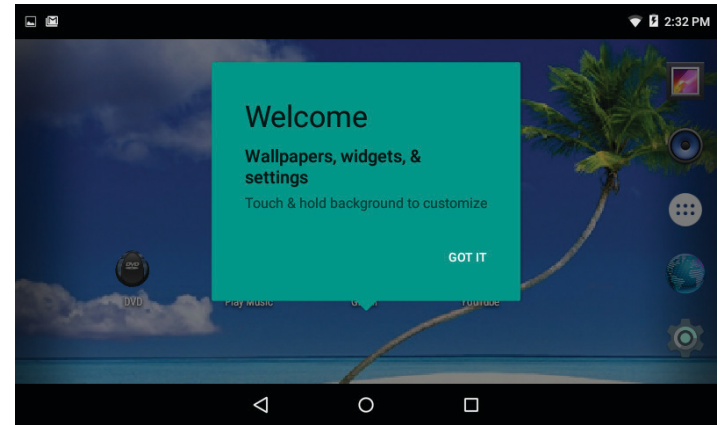 2:32 PM
Welcome
Wallpapers, widgets, &
settings
Touch & hold background to customize
GOT IT
DVD
Play Music
YouTube